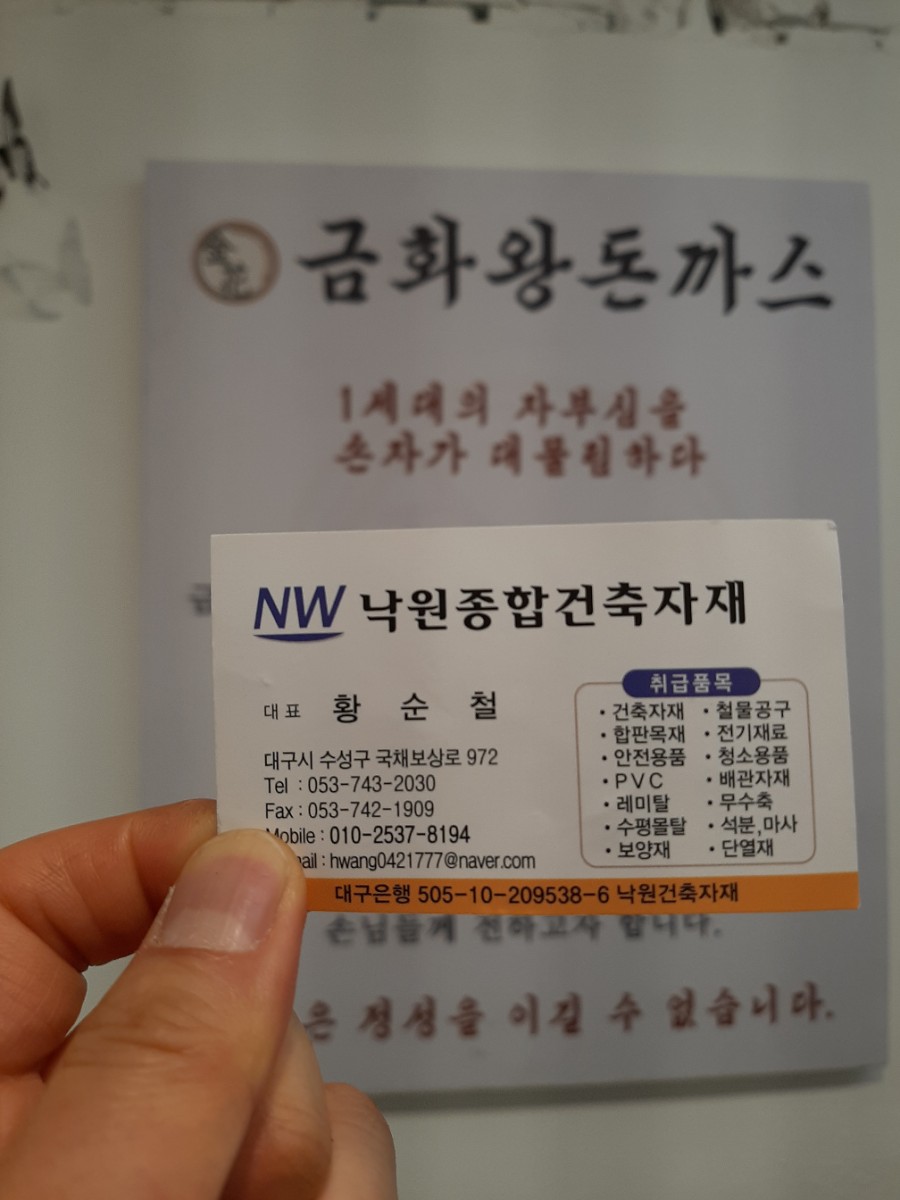 금화왕돈까스
1세대의 자부심을
손자가 대물림하다
NW 낙원종합건축자재
대표 황 순 철
대구시 수성구 국채보상로 972
Tel : 053-743-2030
Fax : 053-742-1909
Mobile : 010-2537-8194
ail : hwang0421777@naver.com
취급품목
· 건축자재 · 철물공구
· 합판목재 · 전기재료
· 안전용품 · 청소용품
· PVC · 배관자재
· 레미탈 · 무수축
· 수평몰탈 · 석분,마사
· 보양재 · 단열재
대구은행 505-10-209538-6 낙원건축자재
손님들께 전하고자 합니다.
은 정성을 이길 수 없습니다.